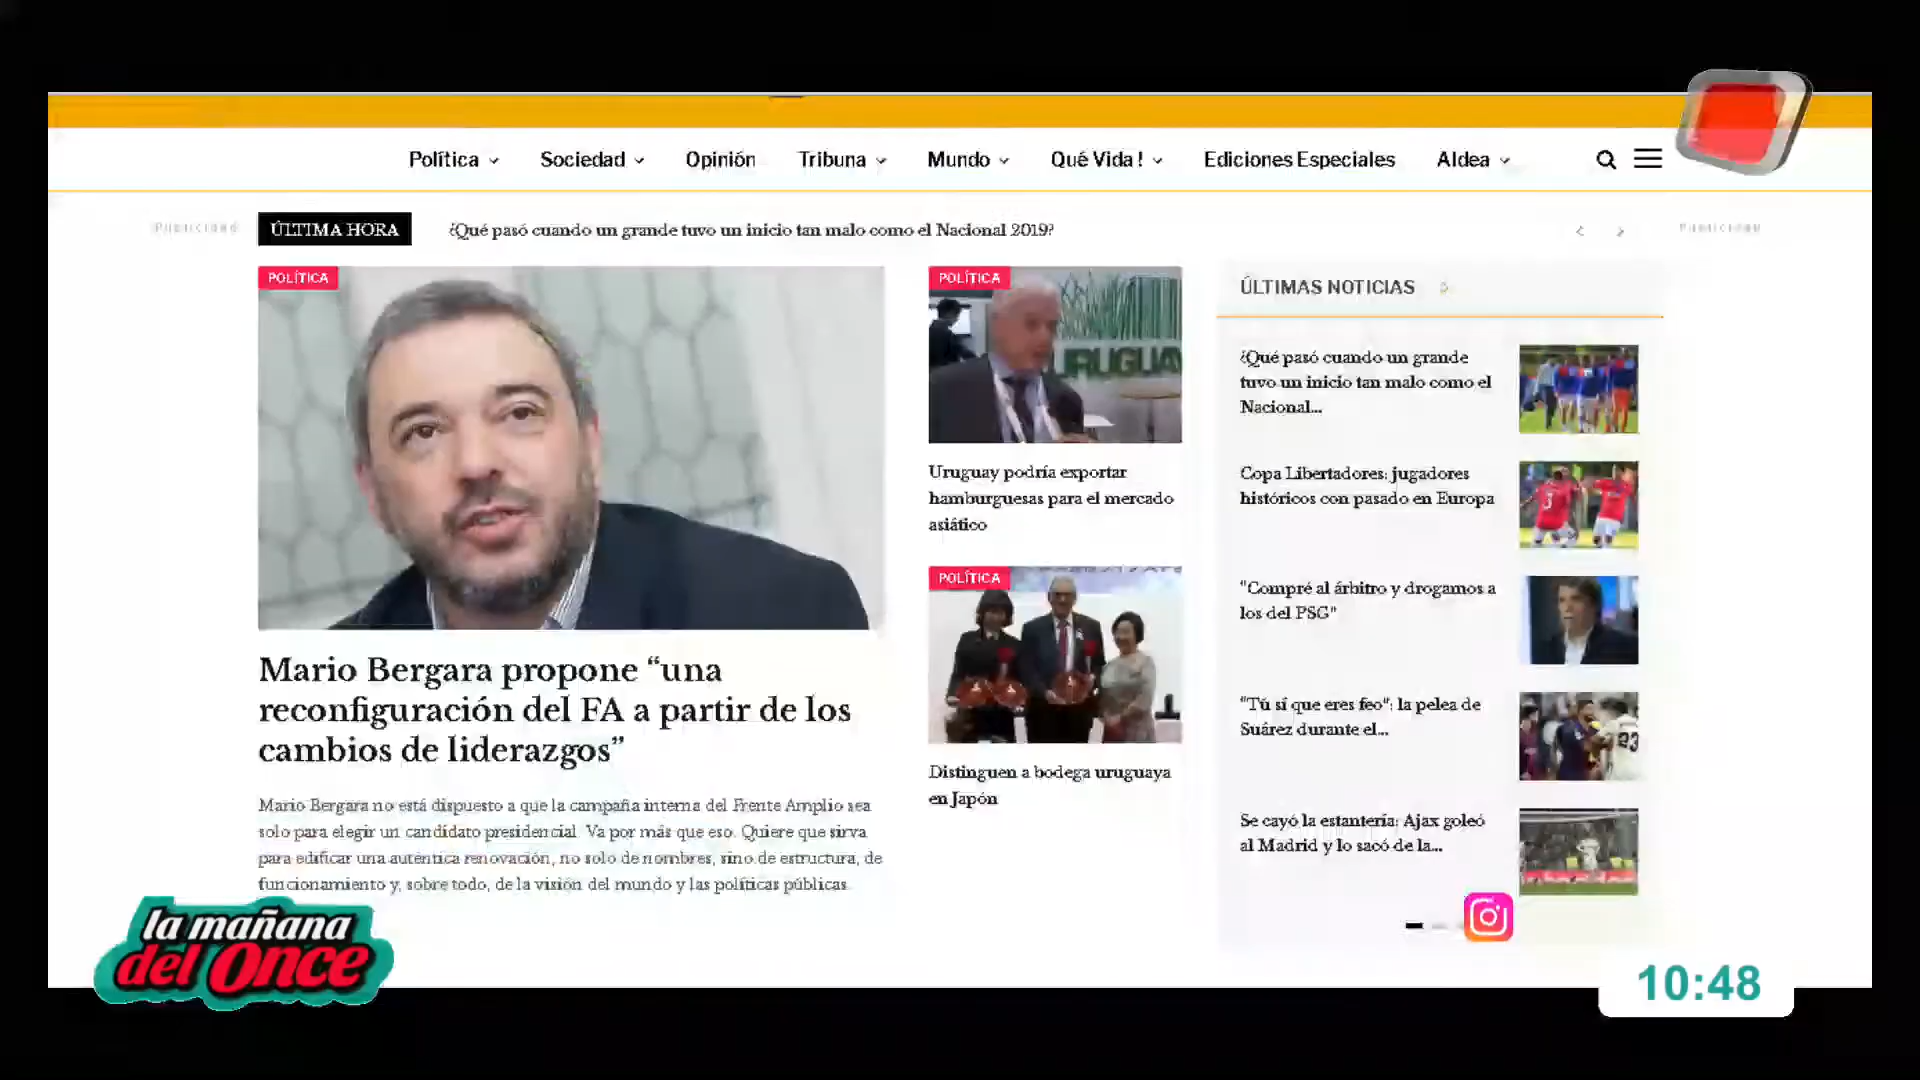 Política
Sociedad
Opinión
Tribuna
Mundo
Qué Vida !
Ediciones Especiales
Aldea
Publicidad
ÚLTIMA HORA
¿Qué pasó cuando un grande tuvo un inicio tan malo como el Nacional 2019?
Publicidad
POLÍTICA
Mario Bergara propone “una
reconfiguración del FA a partir de los
cambios de liderazgos”
Mario Bergara no está dispuesto a que la campaña interna del Frente Amplio sea
solo para elegir un candidato presidencial. Va por más que eso. Quiere que sirva
para edificar una auténtica renovación, no solo de nombres, sino de estructura, de
funcionamiento y, sobre todo, de la visión del mundo y las políticas públicas.
POLÍTICA
URUGUAY
Uruguay podría exportar
hamburguesas para el mercado
asiático
POLÍTICA
Distinguen a bodega uruguaya
en Japón
ÚLTIMAS NOTICIAS
¿Qué pasó cuando un grande
tuvo un inicio tan malo como el
Nacional...
Copa Libertadores: jugadores
históricos con pasado en Europa
3
"Compré al árbitro y drogamos a
los del PSG"
"Tú sí que eres feo": la pelea de
Suárez durante el...
23
Se cayó la estantería: Ajax goleó
al Madrid y lo sacó de la...
la mañana
del Once
10:48